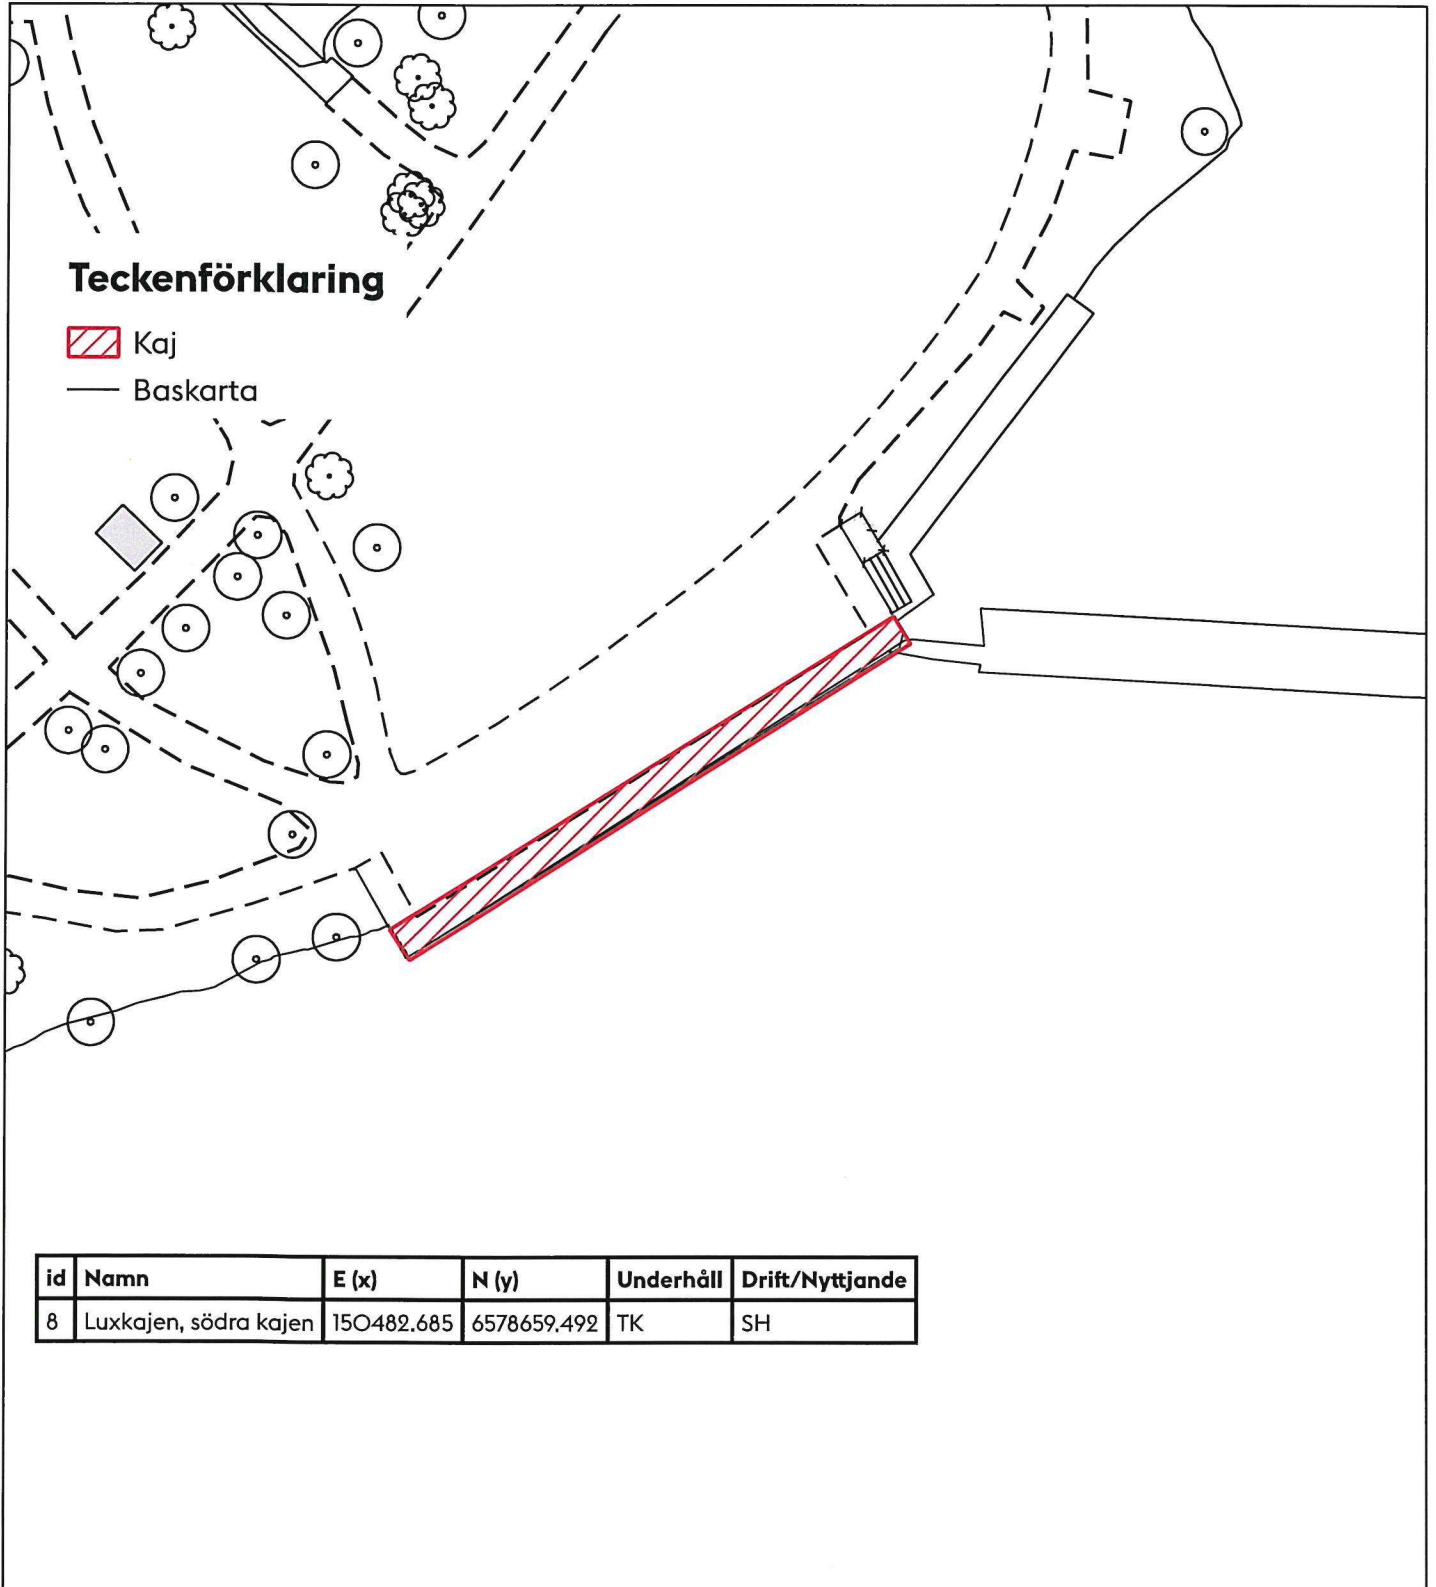 Teckenförklaring
Kaj
Baskarta
id Namn E (x) N (y) Underhåll Drift/Nyttjande
8 Luxkajen, södra kajen 150482.685 6578659.492 TK SH